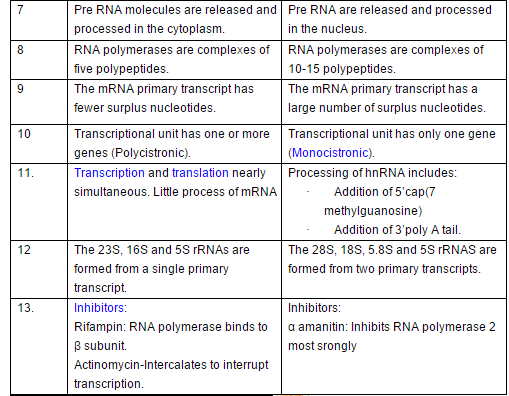 7
Pre RNA molecules are released and
processed in the cytoplasm.
Pre RNA are released and processed
in the nucleus.
8
RNA polymerases are complexes of
five polypeptides.
RNA polymerases are complexes of
10-15 polypeptides.
9
The mRNA primary transcript has
fewer surplus nucleotides.
The mRNA primary transcript has a
large number of surplus nucleotides.
10
Transcriptional unit has one or more
genes (Polycistronic).
Transcriptional unit has only one gene
(Monocistronic).
11.
Transcription and translation nearly
simultaneous. Little process of mRNA
Processing of hnRNA includes:
· Addition of 5'cap(7
methylguanosine)
· Addition of 3'poly A tail.
12
The 23S, 16S and 5S rRNAs are
formed from a single primary
transcript.
The 28S, 18S, 5.8S and 5S rRNAS are
formed from two primary transcripts.
13.
Inhibitors:
Rifampin: RNA polymerase binds to
β subunit.
Actinomycin-Intercalates to interrupt
transcription.
Inhibitors:
α amanitin: Inhibits RNA polymerase 2
most srongly